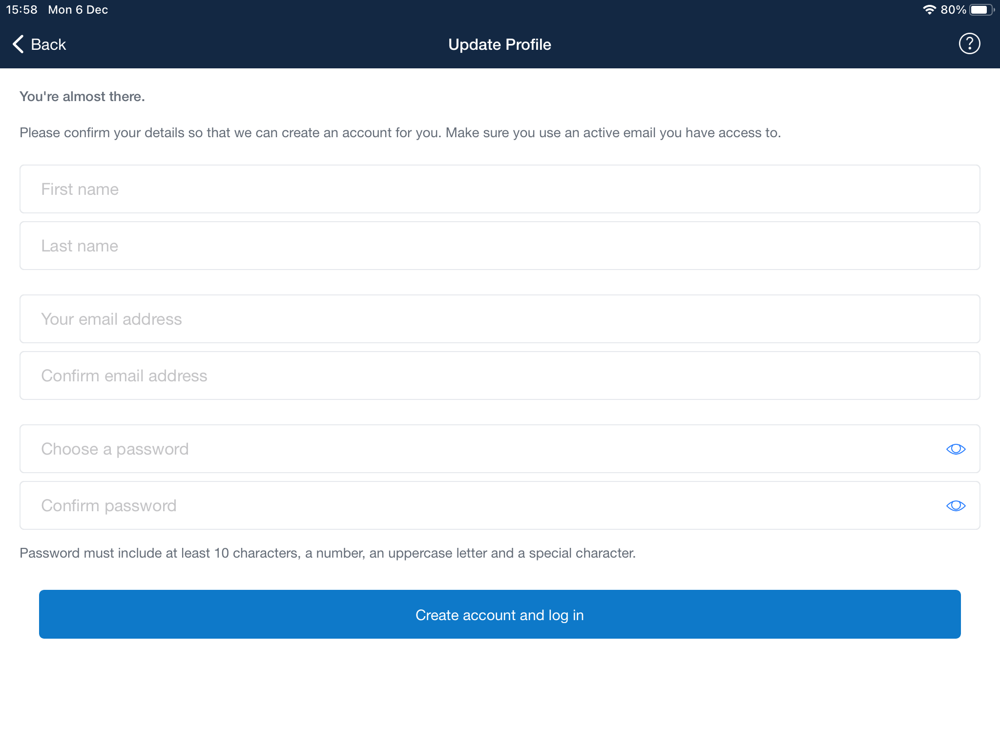 15:58 Mon 6 Dec 80%
Back Update Profile ?
You're almost there.
Please confirm your details so that we can create an account for you. Make sure you use an active email you have access to.
First name
Last name
Your email address
Confirm email address
Choose a password
Confirm password
Password must include at least 10 characters, a number, an uppercase letter and a special character.
Create account and log in